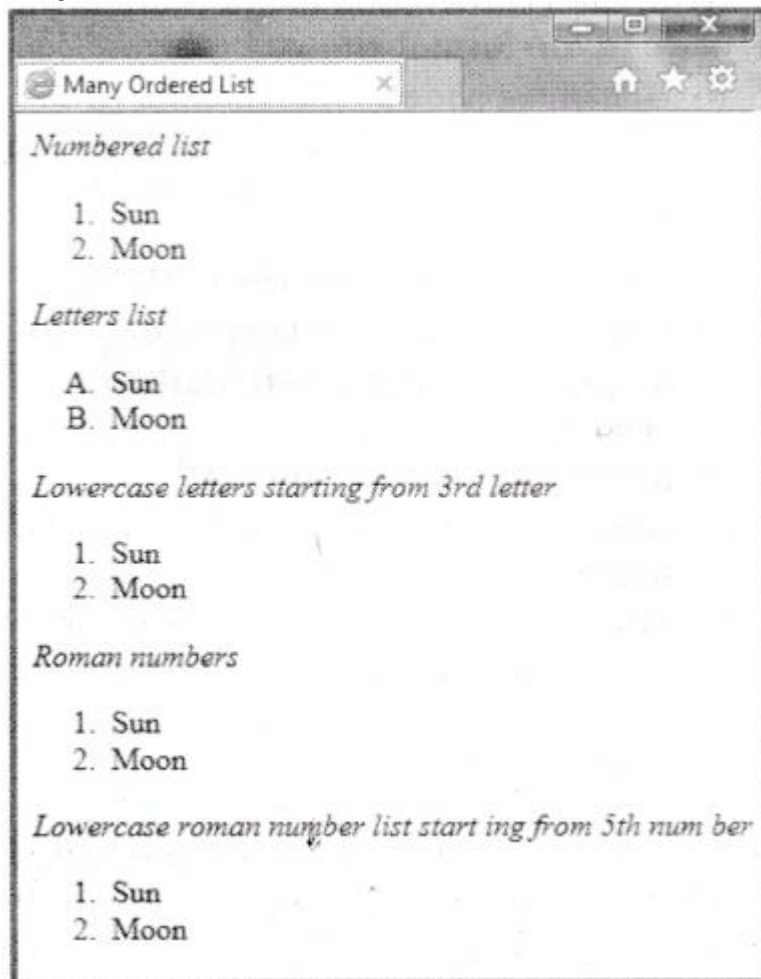 Many Ordered List
Numbered list
1. Sun
2. Moon
Letters list
A. Sun
B. Moon
Lowercase letters starting from 3rd letter
1. Sun
2. Moon
Roman numbers
1. Sun
2. Moon
Lowercase roman number list start ing from 5th num ber
1. Sun
2. Moon